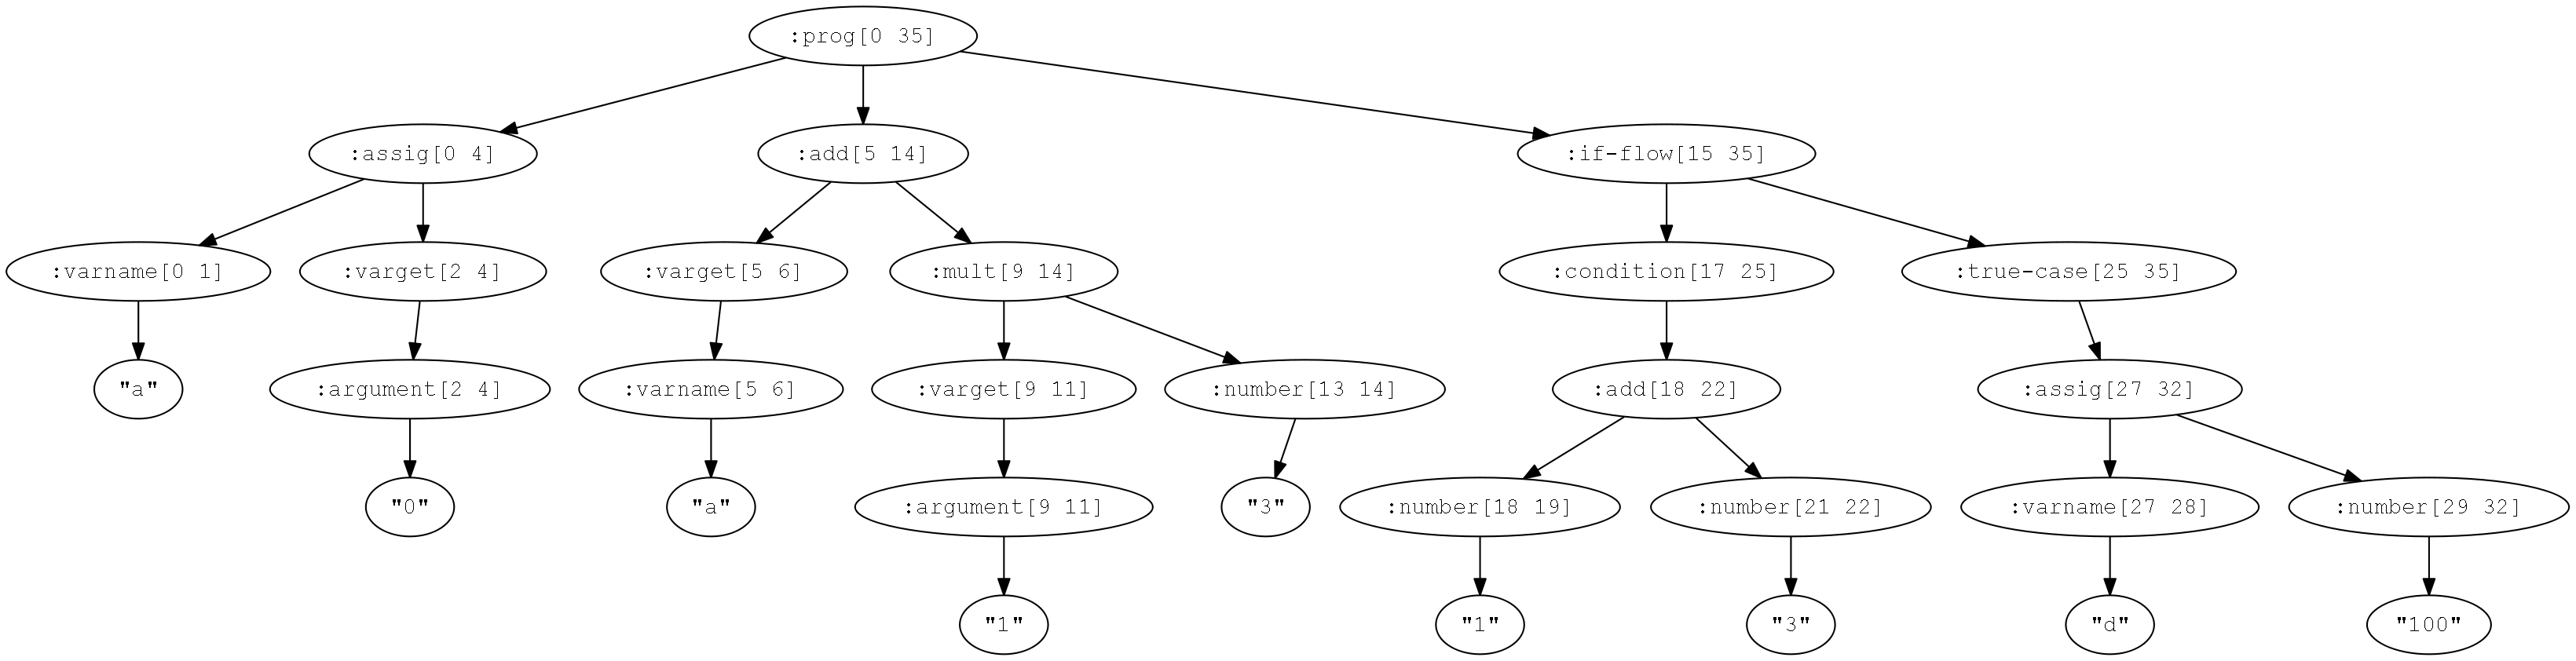 :prog[0 35]
:assig[0 4]
:add[5 14]
:if-flow[15 35]
:varname[0 1]
:varget[2 4]
:varget[5 6]
:mult[9 14]
:condition[17 25]
:true-case[25 35]
"a"
:argument[2 4]
:varname[5 6]
:varget[9 11]
:number[13 14]
:add[18 22]
:assig[27 32]
"0"
"a"
:argument[9 11]
"3"
:number[18 19]
:number[21 22]
:varname[27 28]
:number[29 32]
"1"
"1"
"3"
"d"
"100"